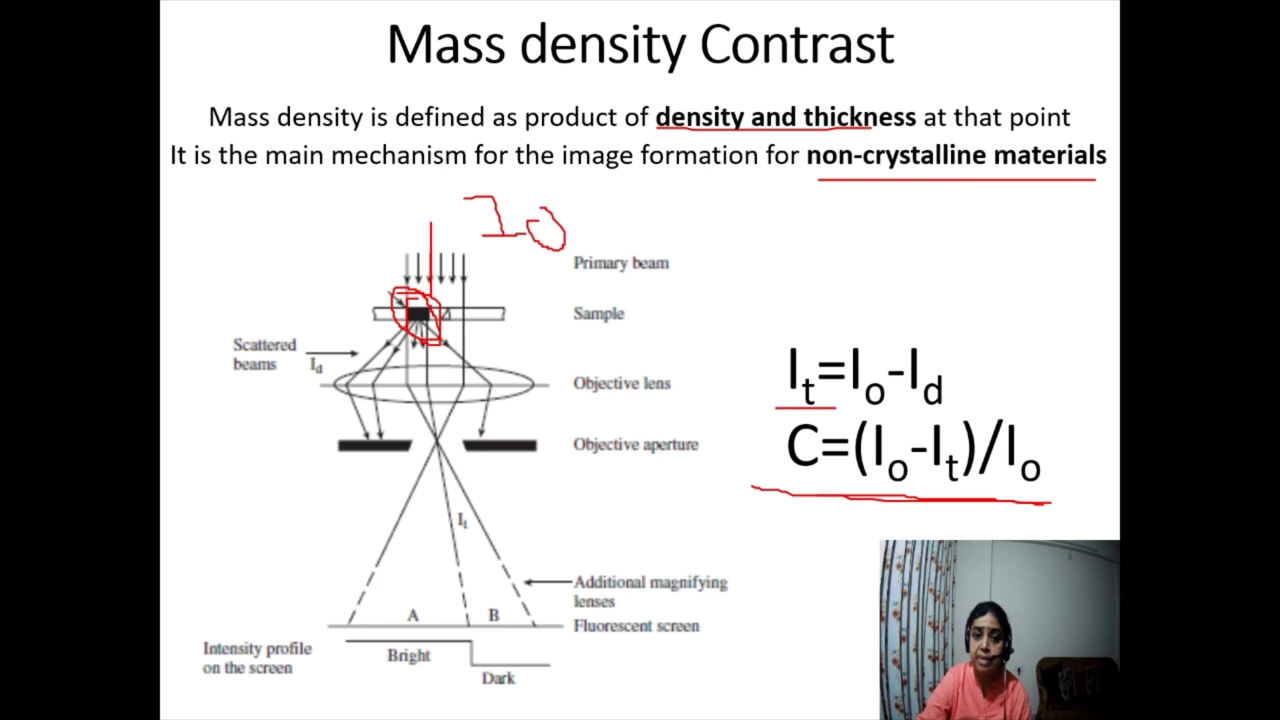 Mass density Contrast
Mass density is defined as product of density and thickness at that point
It is the main mechanism for the image formation for non-crystalline materials
I0
Primary beam
Sample
Scattered
beams
Id
Objective lens
It=Io-Id
C=(Io-It)/Io
Objective aperture
It
Additional magnifying
lenses
A
B
Fluorescent screen
Intensity profile
on the screen
Bright
Dark